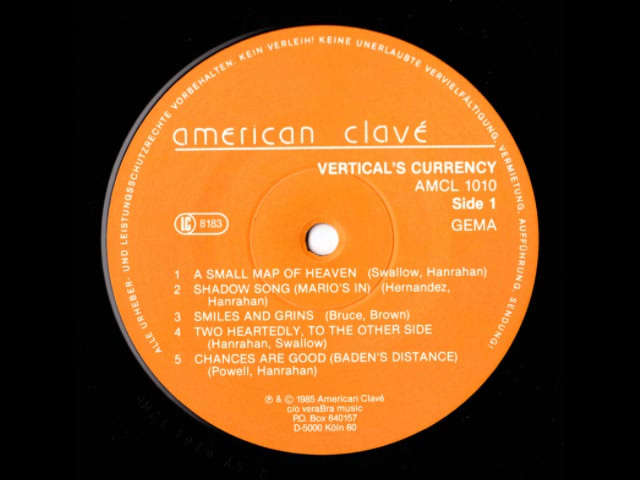 ALLE URHEBER- UND LEISTUNGSSCHUTZRECHTE VORBEHALTEN. KEIN VERLEIH! KEINE UNERLAUBTE VERVIELFÄLTIGUNG, VERMIETUNG, AUFFÜHRUNG, SENDUNG!
american clavé
VERTICAL'S CURRENCY
AMCL 1010
Side 1
LC 8183
GEMA
1 A SMALL MAP OF HEAVEN (Swallow, Hanrahan)
2 SHADOW SONG (MARIO'S IN) (Hernandez,
Hanrahan)
3 SMILES AND GRINS (Bruce, Brown)
4 TWO HEARTEDLY, TO THE OTHER SIDE
(Hanrahan, Swallow)
5 CHANCES ARE GOOD (BADEN'S DISTANCE)
(Powell, Hanrahan)
℗ & © 1985 American Clavé
c/o veraBra music
P.O. Box 640157
D-5000 Köln 60